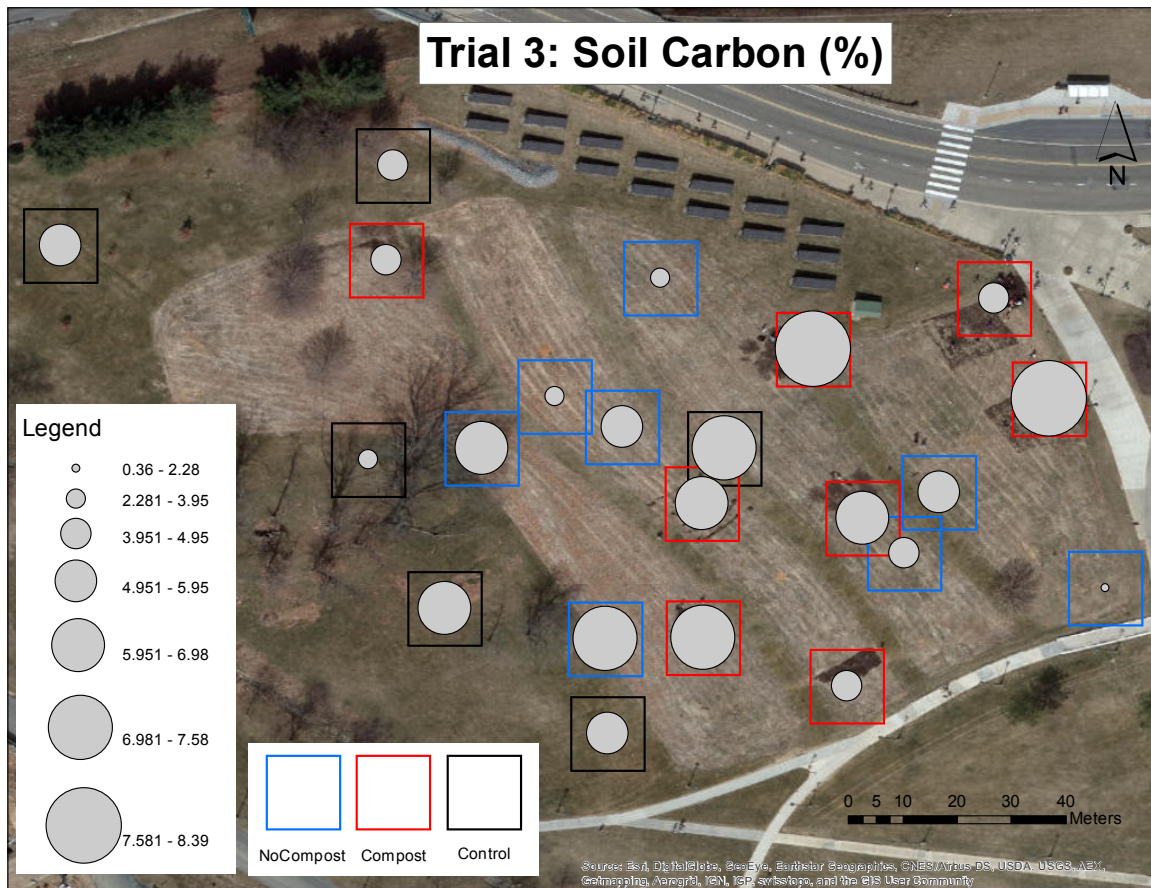 Trial 3: Soil Carbon (%)
N
Legend
0.36 - 2.28
2.281 - 3.95
3.951 - 4.95
4.951 - 5.95
5.951 - 6.98
6.981 - 7.58
7.581 - 8.39
NoCompost Compost Control
0 5 10 20 30 40
Meters
Source: Esri, DigitalGlobe, GeoEye, Earthstar Geographics, CNES/Airbus DS, USDA, USGS, AEX,
Getmapping, Aerogrid, IGN, IGP, swisstopo, and the GIS User Community